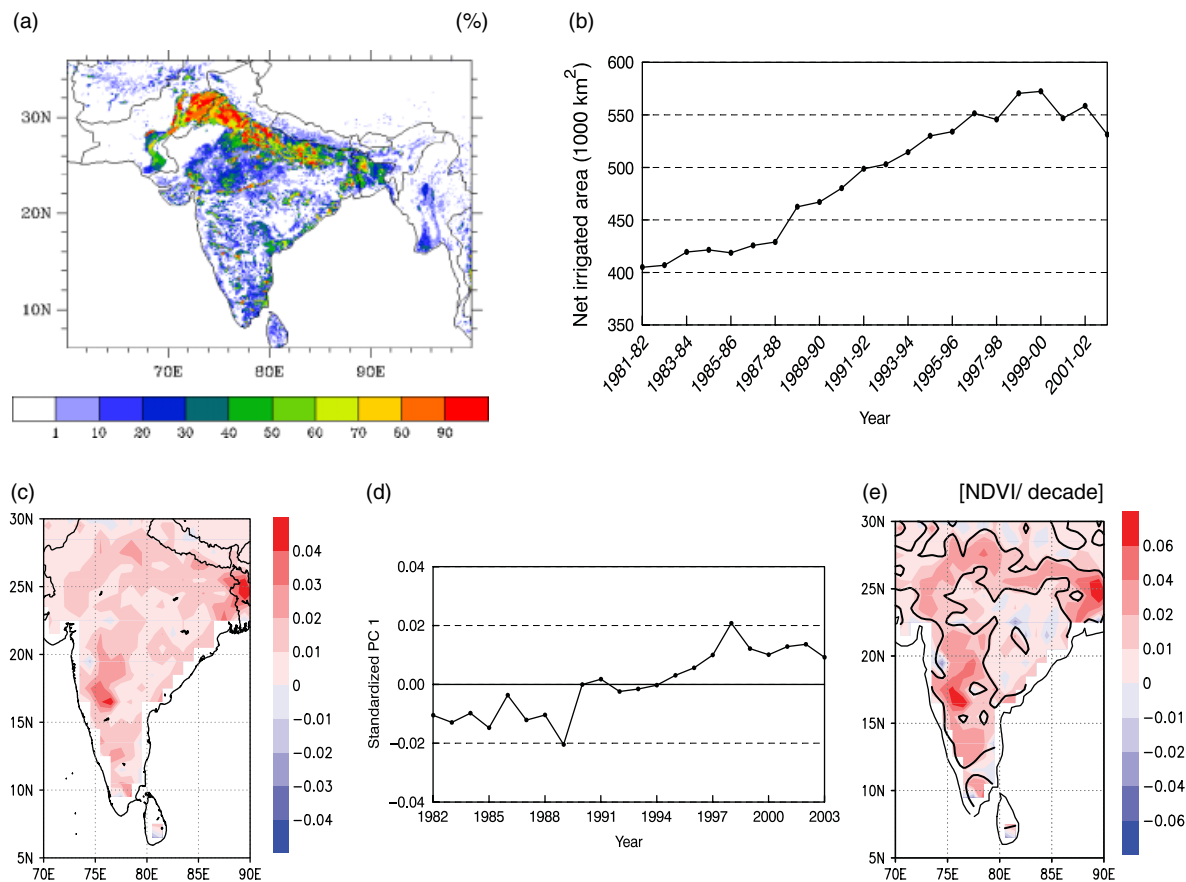 (a)
(%)
30N
20N
10N
70E 80E 90E
1 10 20 30 40 50 60 70 80 90
(b)
Net irrigated area (1000 km²)
600
550
500
450
400
350
1981-82 1983-84 1985-86 1987-88 1989-90 1991-92 1993-94 1995-96 1997-98 1999-00 2001-02
Year
(c)
30N
25N
20N
15N
10N
5N
70E 75E 80E 85E 90E
0.04
0.03
0.02
0.01
0
−0.01
−0.02
−0.03
−0.04
(d)
Standardized PC 1
0.04
0.02
0.00
−0.02
−0.04
1982 1985 1988 1991 1994 1997 2000 2003
Year
(e)
[NDVI/ decade]
30N
25N
20N
15N
10N
5N
70E 75E 80E 85E 90E
0.06
0.04
0.02
0.01
0
−0.01
−0.02
−0.04
−0.06